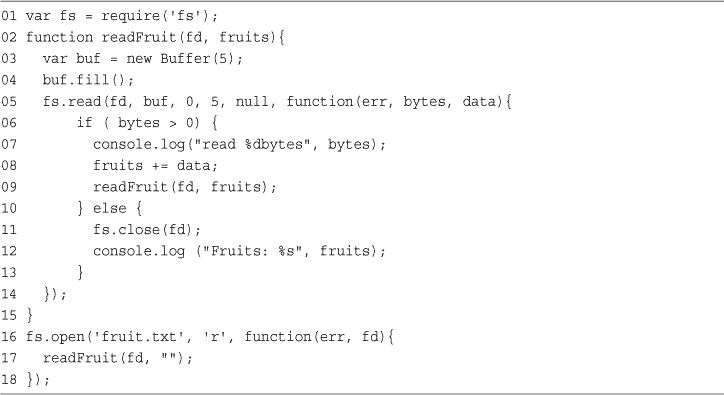 01 var fs = require('fs');
02 function readFruit(fd, fruits){
03   var buf = new Buffer(5);
04   buf.fill();
05   fs.read(fd, buf, 0, 5, null, function(err, bytes, data){
06       if ( bytes > 0) {
07         console.log("read %dbytes", bytes);
08         fruits += data;
09         readFruit(fd, fruits);
10       } else {
11         fs.close(fd);
12         console.log ("Fruits: %s", fruits);
13       }
14   });
15 }
16 fs.open('fruit.txt', 'r', function(err, fd){
17   readFruit(fd, "");
18 });